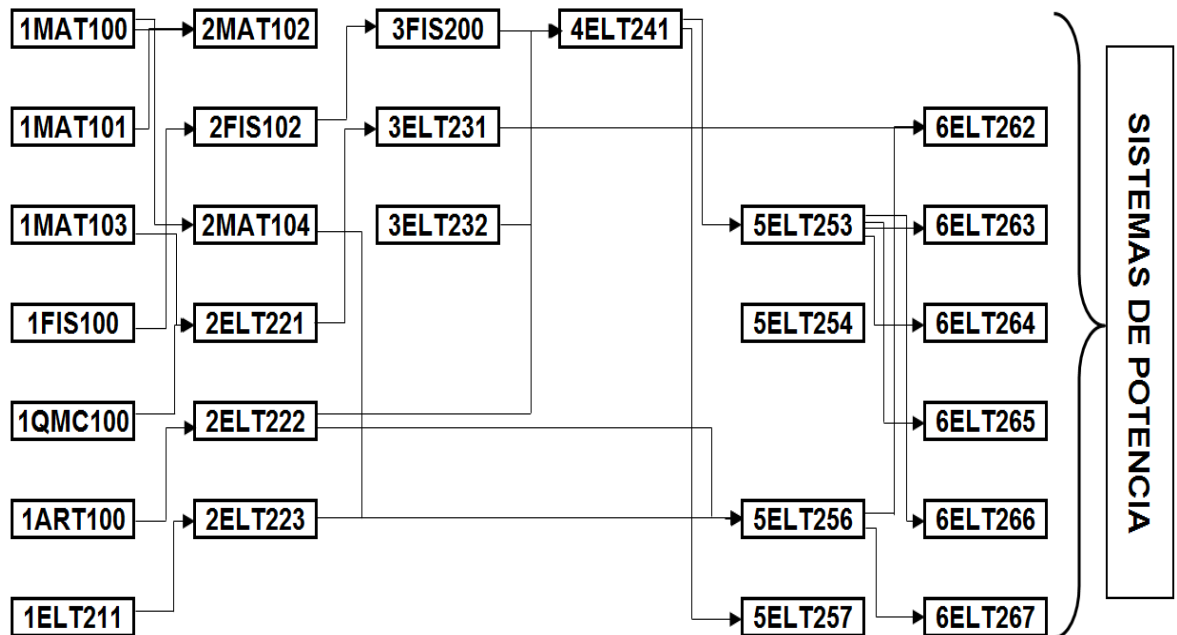 1MAT100 2MAT102 3FIS200 4ELT241
1MAT101 2FIS102 3ELT231 6ELT262
1MAT103 2MAT104 3ELT232 5ELT253 6ELT263
1FIS100 2ELT221 5ELT254 6ELT264
1QMC100 2ELT222 6ELT265
1ART100 2ELT223 5ELT256 6ELT266
1ELT211 5ELT257 6ELT267
SISTEMAS DE POTENCIA